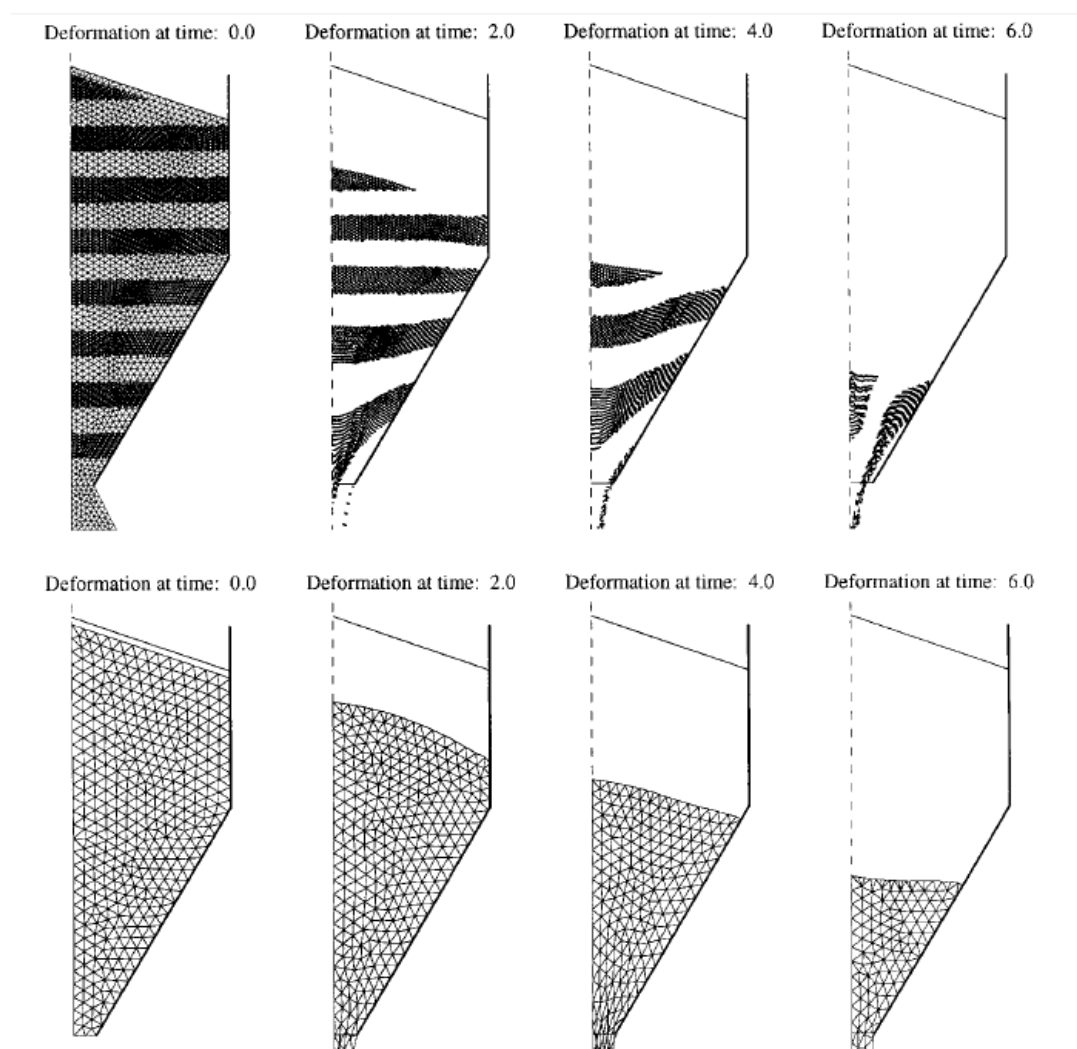 Deformation at time: 0.0
Deformation at time: 2.0
Deformation at time: 4.0
Deformation at time: 6.0
Deformation at time: 0.0
Deformation at time: 2.0
Deformation at time: 4.0
Deformation at time: 6.0